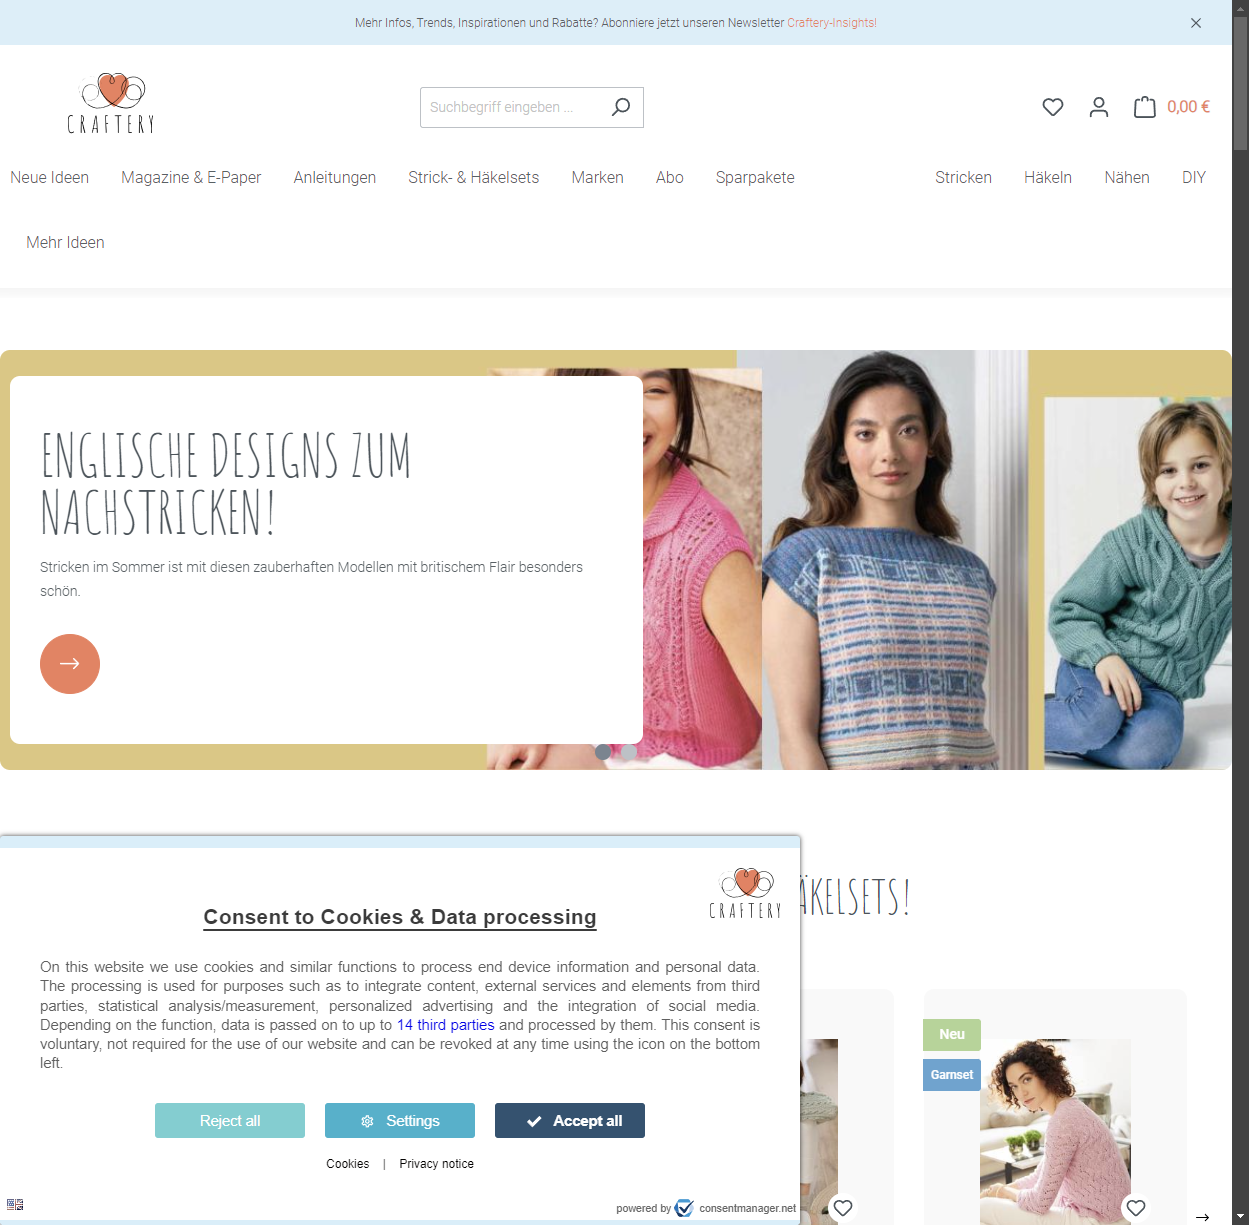 Mehr Infos, Trends, Inspirationen und Rabatte? Abonniere jetzt unseren Newsletter Craftery-Insights!
CRAFTERY
Suchbegriff eingeben ...
0,00 €
Neue Ideen
Magazine & E-Paper
Anleitungen
Strick- & Häkelsets
Marken
Abo
Sparpakete
Stricken
Häkeln
Nähen
DIY
Mehr Ideen
ENGLISCHE DESIGNS ZUM
NACHSTRICKEN!
Stricken im Sommer ist mit diesen zauberhaften Modellen mit britischem Flair besonders
schön.
ÄKELSETS!
CRAFTERY
Consent to Cookies & Data processing
On this website we use cookies and similar functions to process end device information and personal data.
The processing is used for purposes such as to integrate content, external services and elements from third
parties, statistical analysis/measurement, personalized advertising and the integration of social media.
Depending on the function, data is passed on to up to 14 third parties and processed by them. This consent is
voluntary, not required for the use of our website and can be revoked at any time using the icon on the bottom
left.
Reject all
Settings
Accept all
Cookies | Privacy notice
powered by consentmanager.net
Neu
Garnset